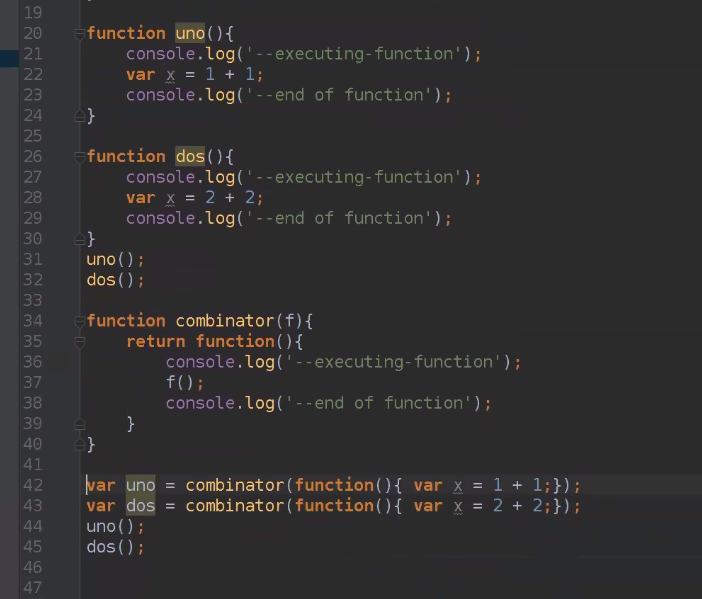 19
20 function uno(){
21     console.log('--executing-function');
22     var x = 1 + 1;
23     console.log('--end of function');
24 }
25
26 function dos(){
27     console.log('--executing-function');
28     var x = 2 + 2;
29     console.log('--end of function');
30 }
31 uno();
32 dos();
33
34 function combinator(f){
35     return function(){
36         console.log('--executing-function');
37         f();
38         console.log('--end of function');
39     }
40 }
41
42 var uno = combinator(function(){ var x = 1 + 1;});
43 var dos = combinator(function(){ var x = 2 + 2;});
44 uno();
45 dos();
46
47